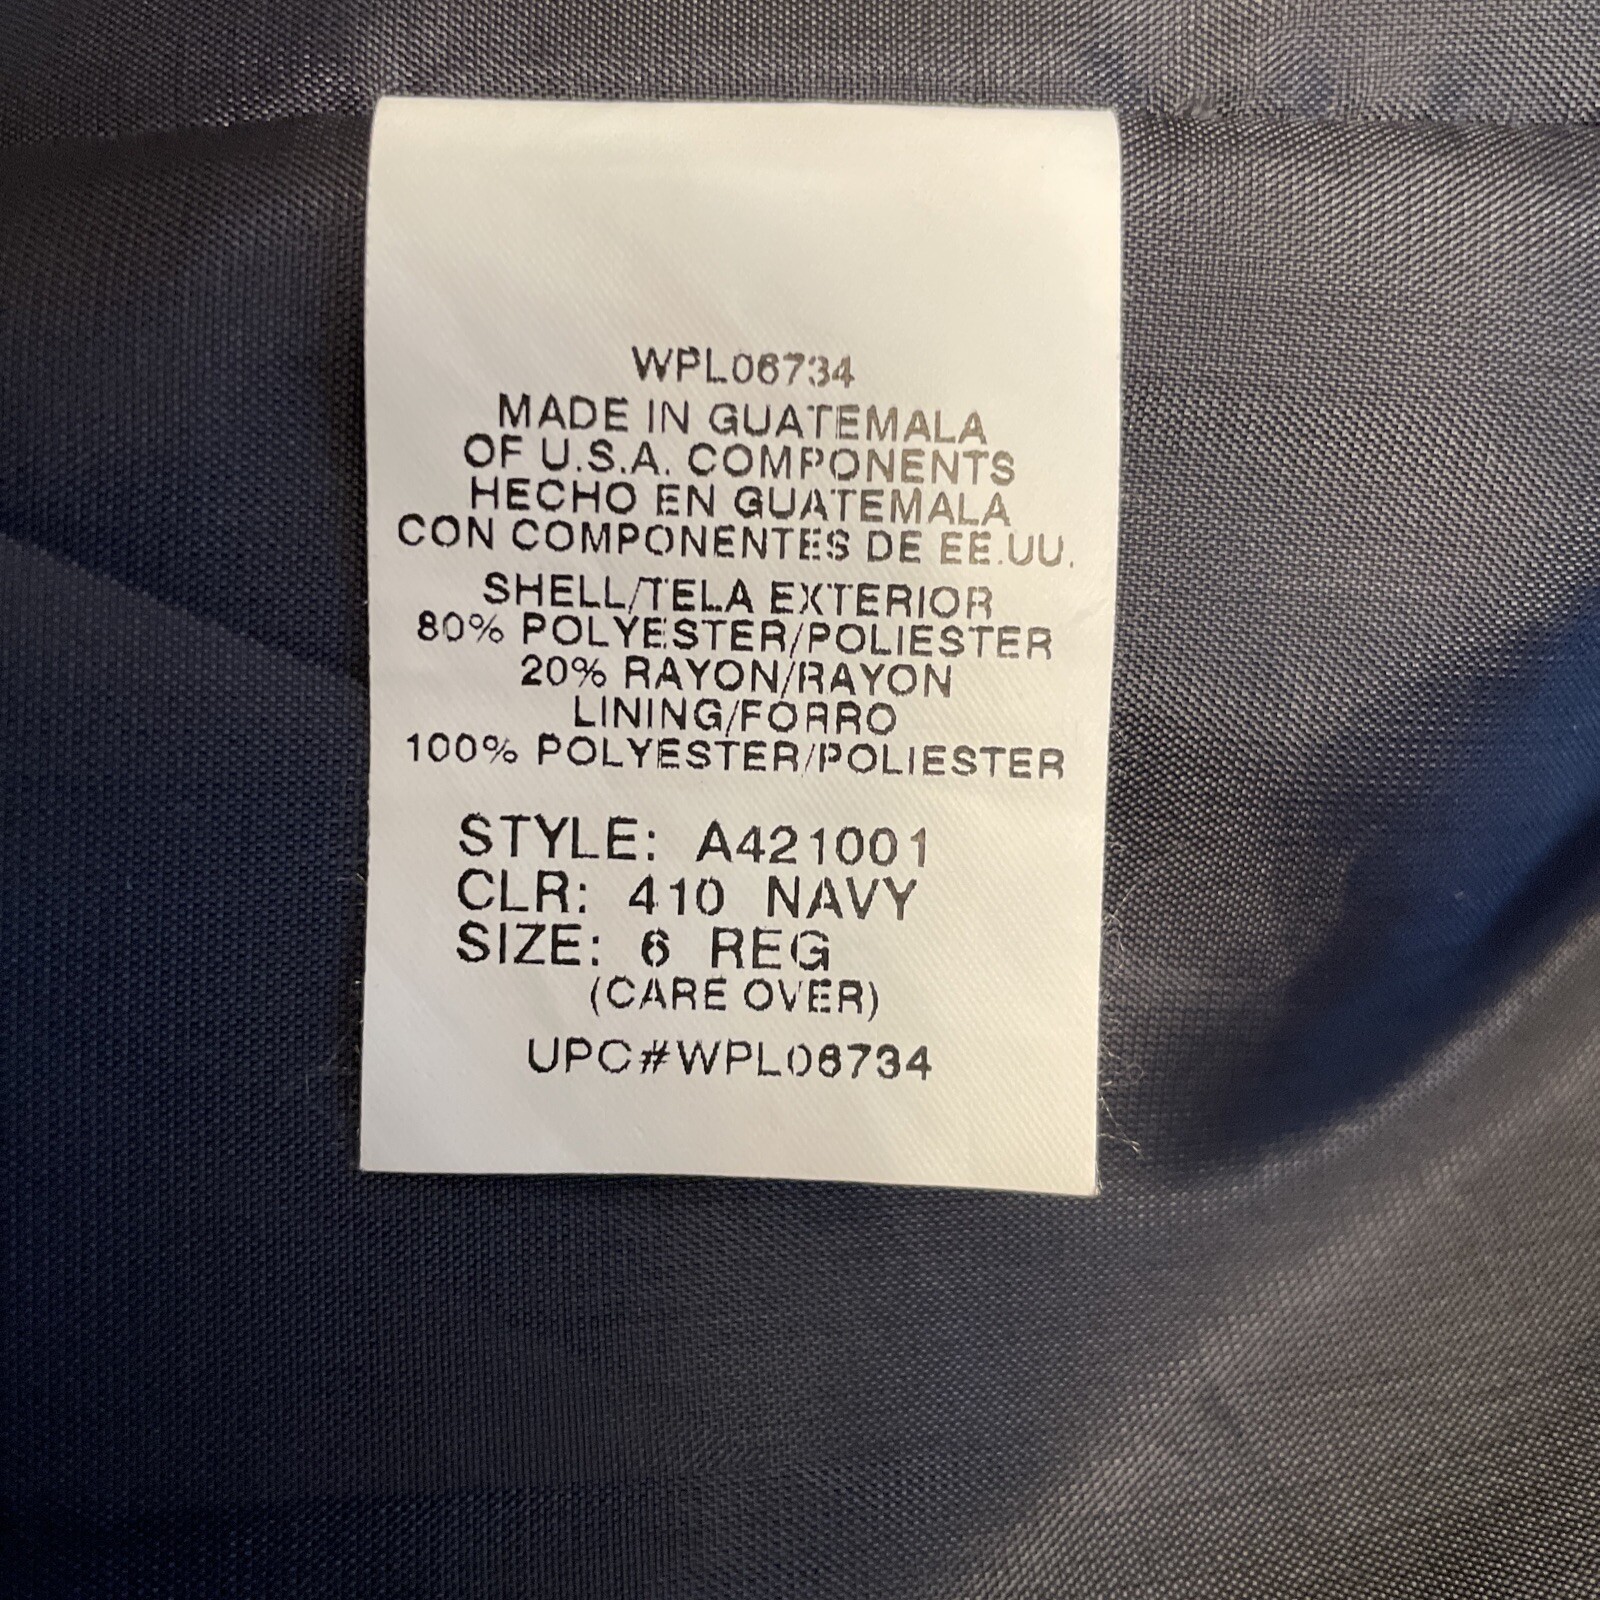 WPL06734
MADE IN GUATEMALA
OF U.S.A. COMPONENTS
HECHO EN GUATEMALA
CON COMPONENTES DE EE.UU.
SHELL/TELA EXTERIOR
80% POLYESTER/POLIESTER
20% RAYON/RAYON
LINING/FORRO
100% POLYESTER/POLIESTER
STYLE: A421001
CLR: 410 NAVY
SIZE: 6 REG
(CARE OVER)
UPC#WPL06734